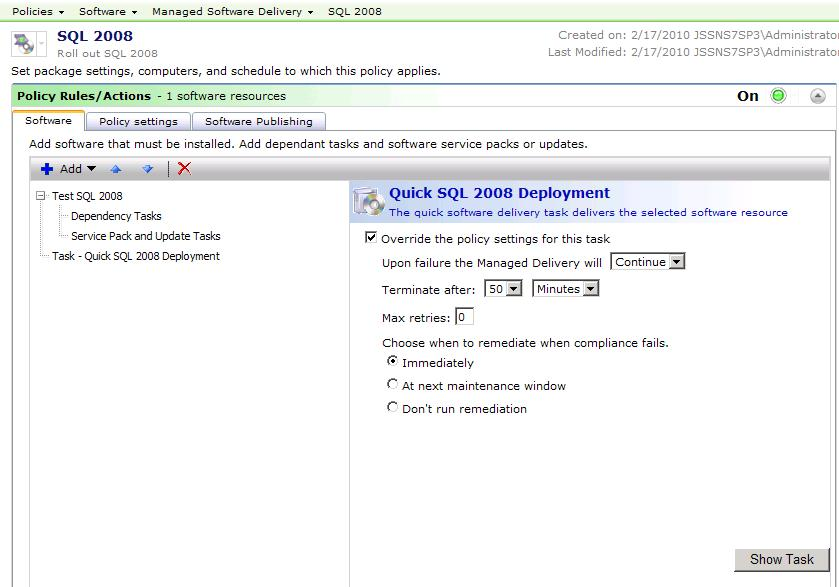 Policies Software Managed Software Delivery SQL 2008
SQL 2008
Roll out SQL 2008
Created on: 2/17/2010 JSSNS7SP3\Administrator
Last Modified: 2/17/2010 JSSNS7SP3\Administrator
Set package settings, computers, and schedule to which this policy applies.
Policy Rules/Actions - 1 software resources On
Software Policy settings Software Publishing
Add software that must be installed. Add dependant tasks and software service packs or updates.
Add
Test SQL 2008
Dependency Tasks
Service Pack and Update Tasks
Task - Quick SQL 2008 Deployment
Quick SQL 2008 Deployment
The quick software delivery task delivers the selected software resource
Override the policy settings for this task
Upon failure the Managed Delivery will Continue
Terminate after: 50 Minutes
Max retries: 0
Choose when to remediate when compliance fails.
Immediately
At next maintenance window
Don't run remediation
Show Task